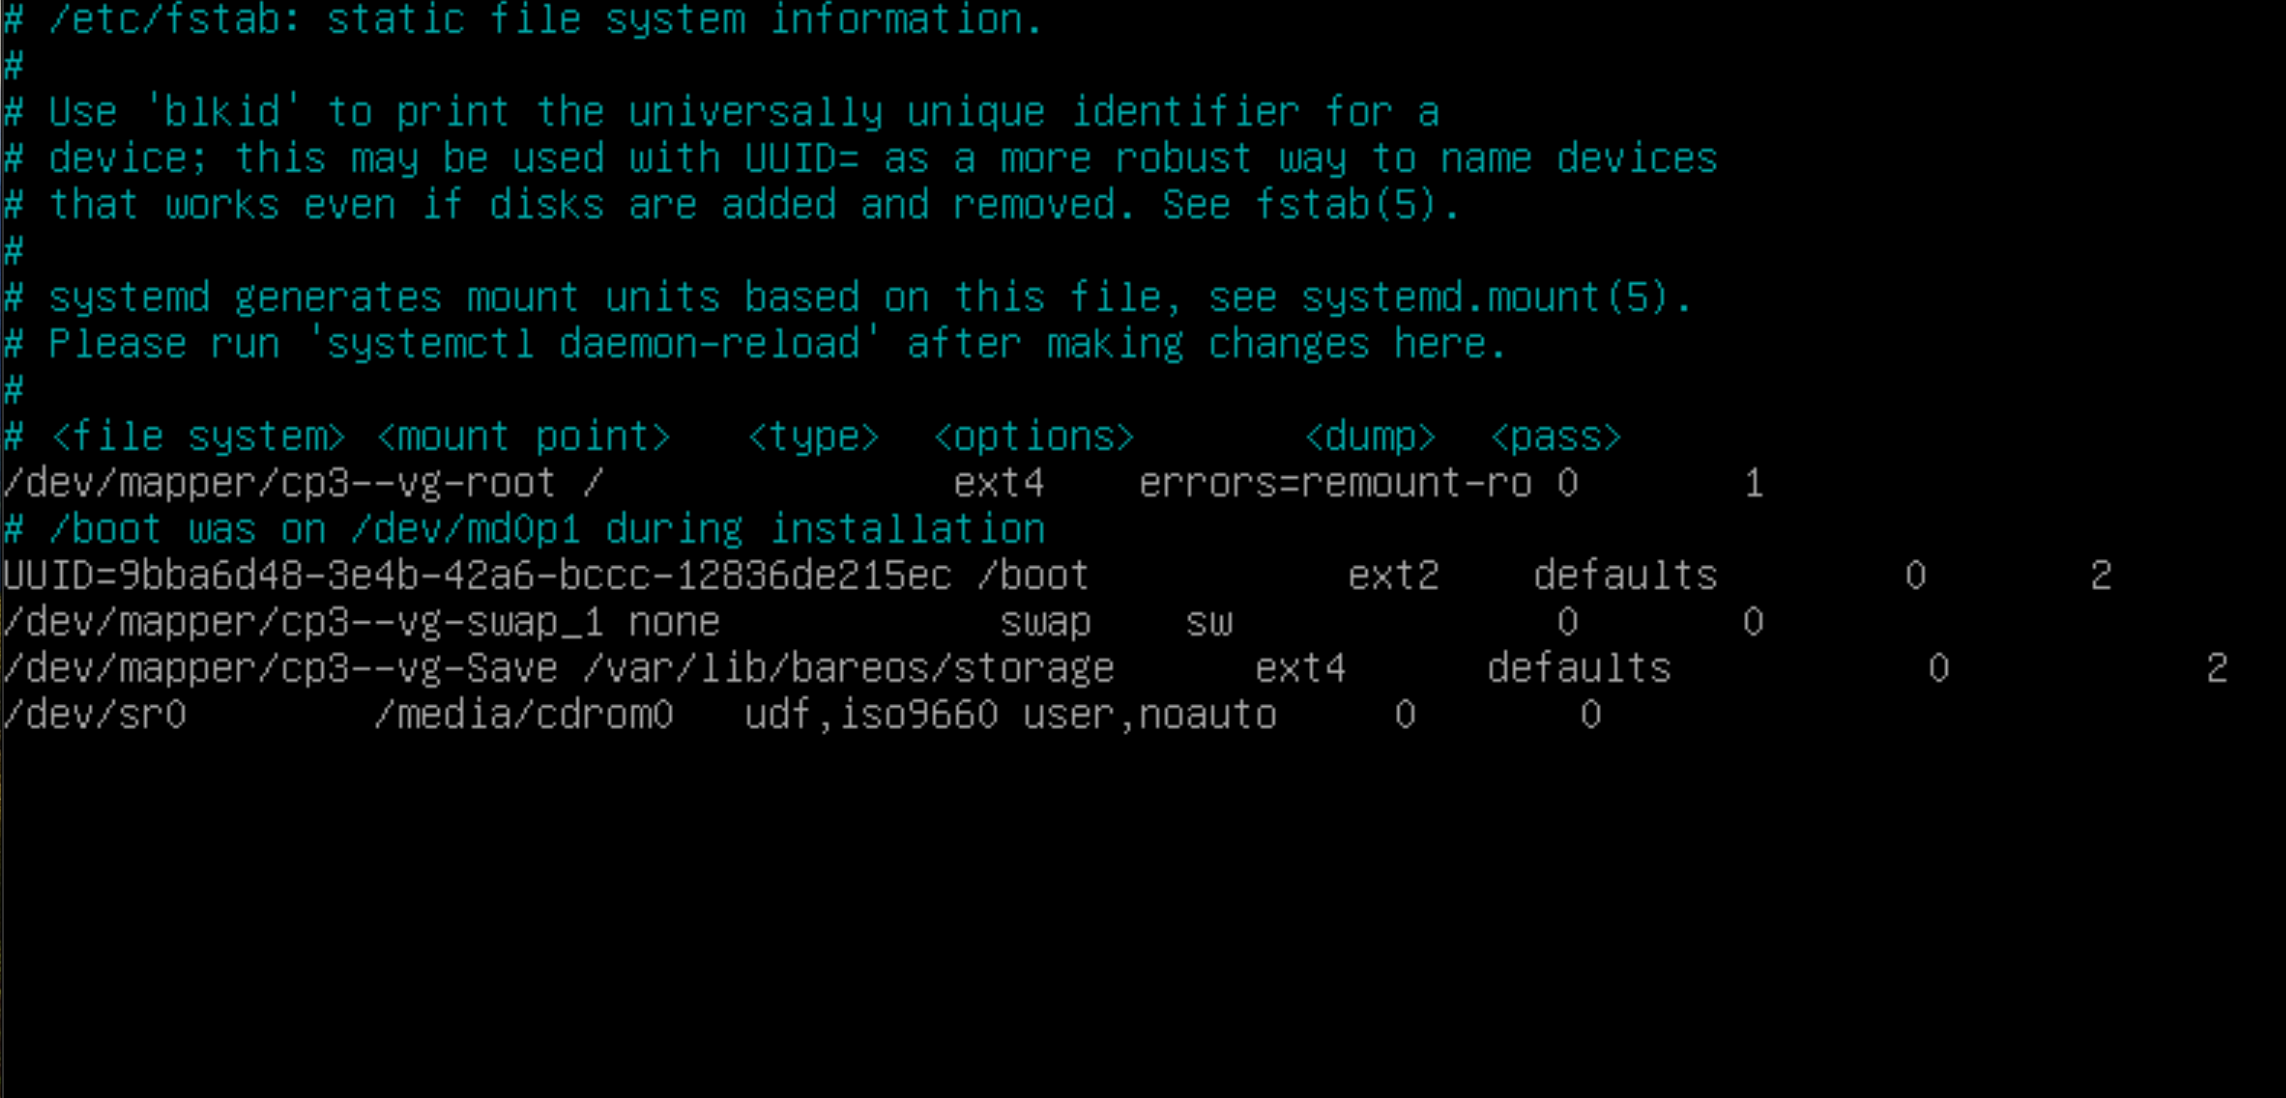 # /etc/fstab: static file system information.
#
# Use 'blkid' to print the universally unique identifier for a
# device; this may be used with UUID= as a more robust way to name devices
# that works even if disks are added and removed. See fstab(5).
#
# systemd generates mount units based on this file, see systemd.mount(5).
# Please run 'systemctl daemon-reload' after making changes here.
#
# <file system> <mount point>   <type>  <options>       <dump>  <pass>
/dev/mapper/cp3--vg-root /               ext4    errors=remount-ro 0       1
# /boot was on /dev/md0p1 during installation
UUID=9bba6d48-3e4b-42a6-bccc-12836de215ec /boot           ext2    defaults        0       2
/dev/mapper/cp3--vg-swap_1 none            swap    sw              0       0
/dev/mapper/cp3--vg-Save /var/lib/bareos/storage      ext4      defaults           0           2
/dev/sr0        /media/cdrom0   udf,iso9660 user,noauto     0       0